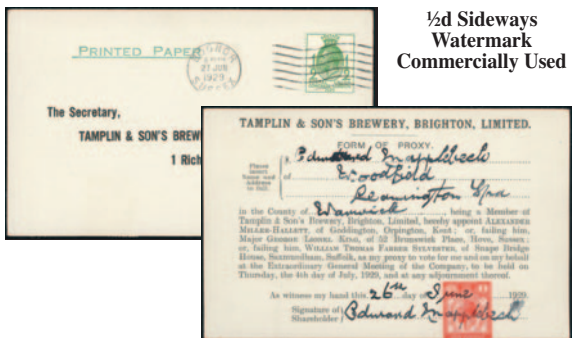 ½d Sideways
Watermark
Commercially Used
PRINTED PAPER
BOGNOR
27 JUN
1929
SUSSEX
The Secretary,
TAMPLIN & SON'S BREW
1 Rich
TAMPLIN & SON'S BREWERY, BRIGHTON, LIMITED.
FORM OF PROXY.
Please
insert
Name and
Address
in full.
I, Edward Mapplebeck
of Woodfield
Leamington Spa
in the County of Warwick, being a Member of
Tamplin & Son's Brewery, Brighton, Limited, hereby appoint ALEXANDER
MILLER-HALLETT, of Goddington, Orpington, Kent; or, failing him,
Major GEORGE LIONEL KING, of 52 Brunswick Place, Hove, Sussex;
or, failing him, WILLIAM THOMAS FARRER SYLVESTER, of Snape Bridge
House, Saxmundham, Suffolk, as my proxy to vote for me and on my behalf
at the Extraordinary General Meeting of the Company, to be held on
Thursday, the 4th day of July, 1929, and at any adjournment thereof.
As witness my hand this 26th day of June 1929.
Signature of
Shareholder
Edward Mapplebeck